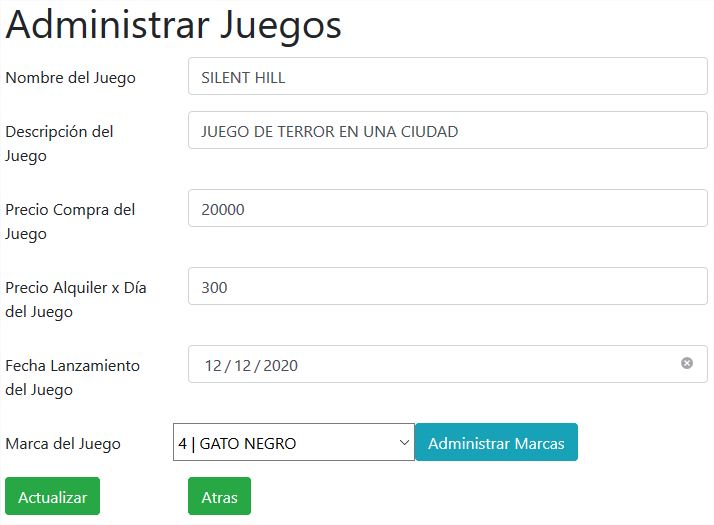 Administrar Juegos
Nombre del Juego
SILENT HILL
Descripción del
Juego
JUEGO DE TERROR EN UNA CIUDAD
Precio Compra del
Juego
20000
Precio Alquiler x Día
del Juego
300
Fecha Lanzamiento
del Juego
12 / 12 / 2020
Marca del Juego
4 | GATO NEGRO
Administrar Marcas
Actualizar
Atras